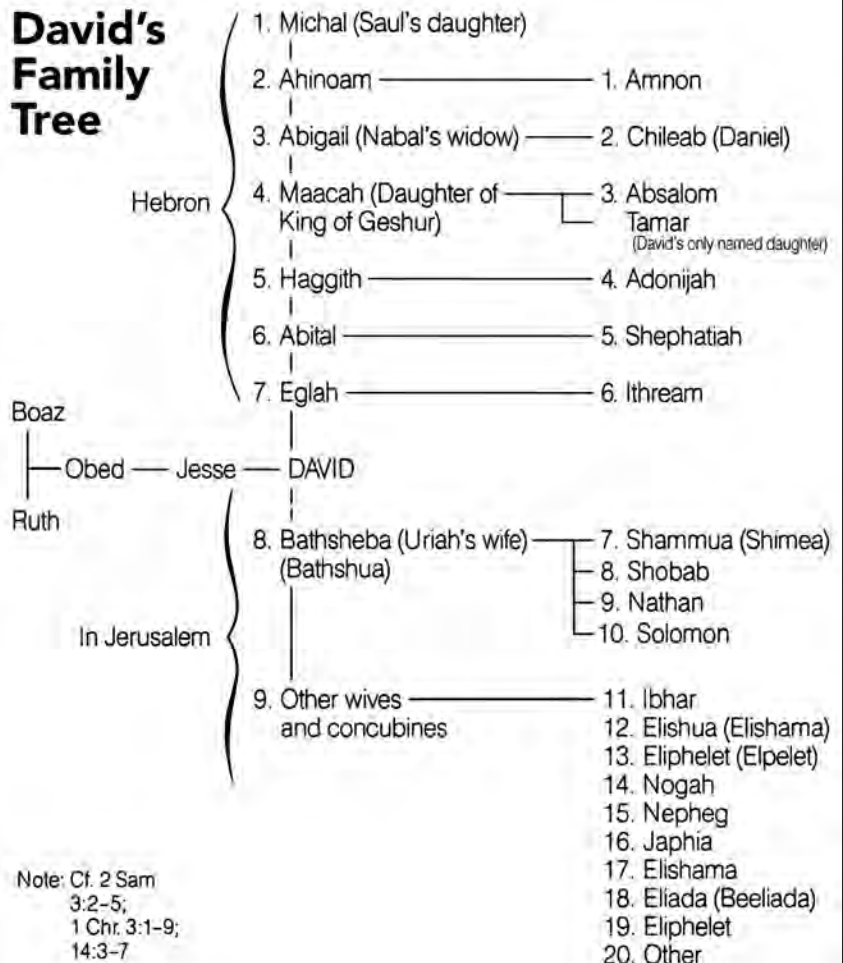 David's
Family
Tree
Hebron
1. Michal (Saul's daughter)
2. Ahinoam
1. Amnon
3. Abigail (Nabal's widow)
2. Chileab (Daniel)
4. Maacah (Daughter of
King of Geshur)
3. Absalom
Tamar
(David's only named daughter)
5. Haggith
4. Adonijah
6. Abital
5. Shephatiah
7. Eglah
6. Ithream
Boaz
Obed
Jesse
DAVID
Ruth
In Jerusalem
8. Bathsheba (Uriah's wife)
(Bathshua)
7. Shammua (Shimea)
8. Shobab
9. Nathan
10. Solomon
9. Other wives
and concubines
11. Ibhar
12. Elishua (Elishama)
13. Eliphelet (Elpelet)
14. Nogah
15. Nepheg
16. Japhia
17. Elishama
18. Eliada (Beeliada)
19. Eliphelet
20. Other
Note: Cf. 2 Sam
3:2–5;
1 Chr. 3:1–9;
14:3–7